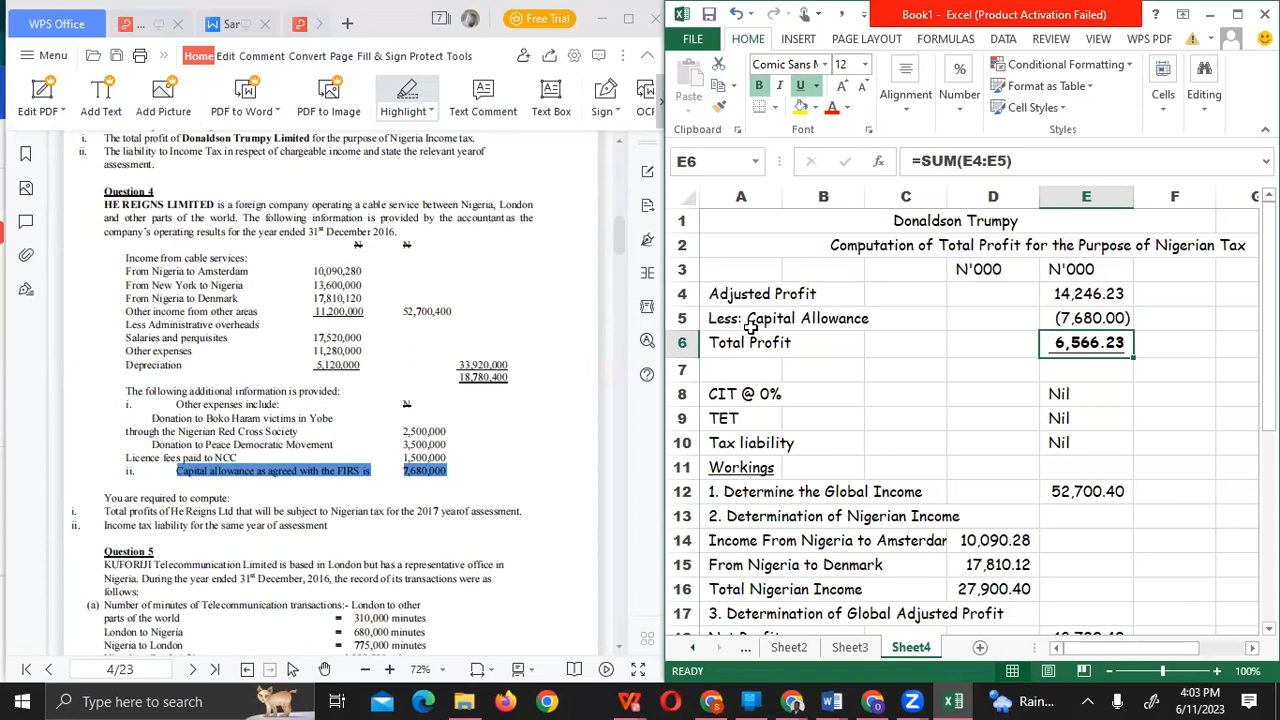 WPS Office
Sar
7
Free Trial
Book1 - Excel (Product Activation Failed)
Menu
Home Edit Comment Convert Page Fill & Sign Protect Tools
FILE HOME INSERT PAGE LAYOUT FORMULAS DATA REVIEW VIEW WPS PDF
Edit PDF
Add Text
Add Picture
PDF to Word
PDF to Image
Highlight
Text Comment
Text Box
Sign
OCF
Paste
Comic Sans M
12
B I U
A
Alignment
%
Number
Conditional Formatting
Format as Table
Cell Styles
Cells
Editing
Clipboard
Font
Styles
E6
=SUM(E4:E5)
i. The total profit of Donaldson Trumpy Limited for the purpose of Nigeria Income tax.
ii. The liability to Income Tax in respect of chargeable income and state the relevant yearof
assessment.
Question 4
HE REIGNS LIMITED is a foreign company operating a cable service between Nigeria, London
and other parts of the world. The following information is provided by the accountant as the
company's operating results for the year ended 31st December 2016.
N N
Income from cable services:
From Nigeria to Amsterdam 10,090,280
From New York to Nigeria 13,600,000
From Nigeria to Denmark 17,810,120
Other income from other areas 11,200,000 52,700,400
Less Administrative overheads
Salaries and perquisites 17,520,000
Other expenses 11,280,000
Depreciation 5,120,000 33,920,000
18,780,400
The following additional information is provided:
i. Other expenses include: N
Donation to Boko Haram victims in Yobe
through the Nigerian Red Cross Society 2,500,000
Donation to Peace Democratic Movement 3,500,000
Licence fees paid to NCC 1,500,000
ii. Capital allowance as agreed with the FIRS is 7,680,000
You are required to compute:
i. Total profits of He Reigns Ltd that will be subject to Nigerian tax for the 2017 yearof assessment.
ii. Income tax liability for the same year of assessment
Question 5
KUFORIJI Telecommunication Limited is based in London but has a representative office in
Nigeria. During the year ended 31st December, 2016, the record of its transactions were as
follows:
(a) Number of minutes of Telecommunication transactions:- London to other
parts of the world = 310,000 minutes
London to Nigeria = 680,000 minutes
Nigeria to London = 775,000 minutes
A B C D E F G
1 Donaldson Trumpy
2 Computation of Total Profit for the Purpose of Nigerian Tax
3 N'000 N'000
4 Adjusted Profit 14,246.23
5 Less: Capital Allowance (7,680.00)
6 Total Profit 6,566.23
7
8 CIT @ 0% Nil
9 TET Nil
10 Tax liability Nil
11 Workings
12 1. Determine the Global Income 52,700.40
13 2. Determination of Nigerian Income
14 Income From Nigeria to Amsterdar 10,090.28
15 From Nigeria to Denmark 17,810.12
16 Total Nigerian Income 27,900.40
17 3. Determination of Global Adjusted Profit
4/23
72%
... Sheet2 Sheet3 Sheet4
READY
100%
Type here to search
Rain...
4:03 PM
6/11/2023